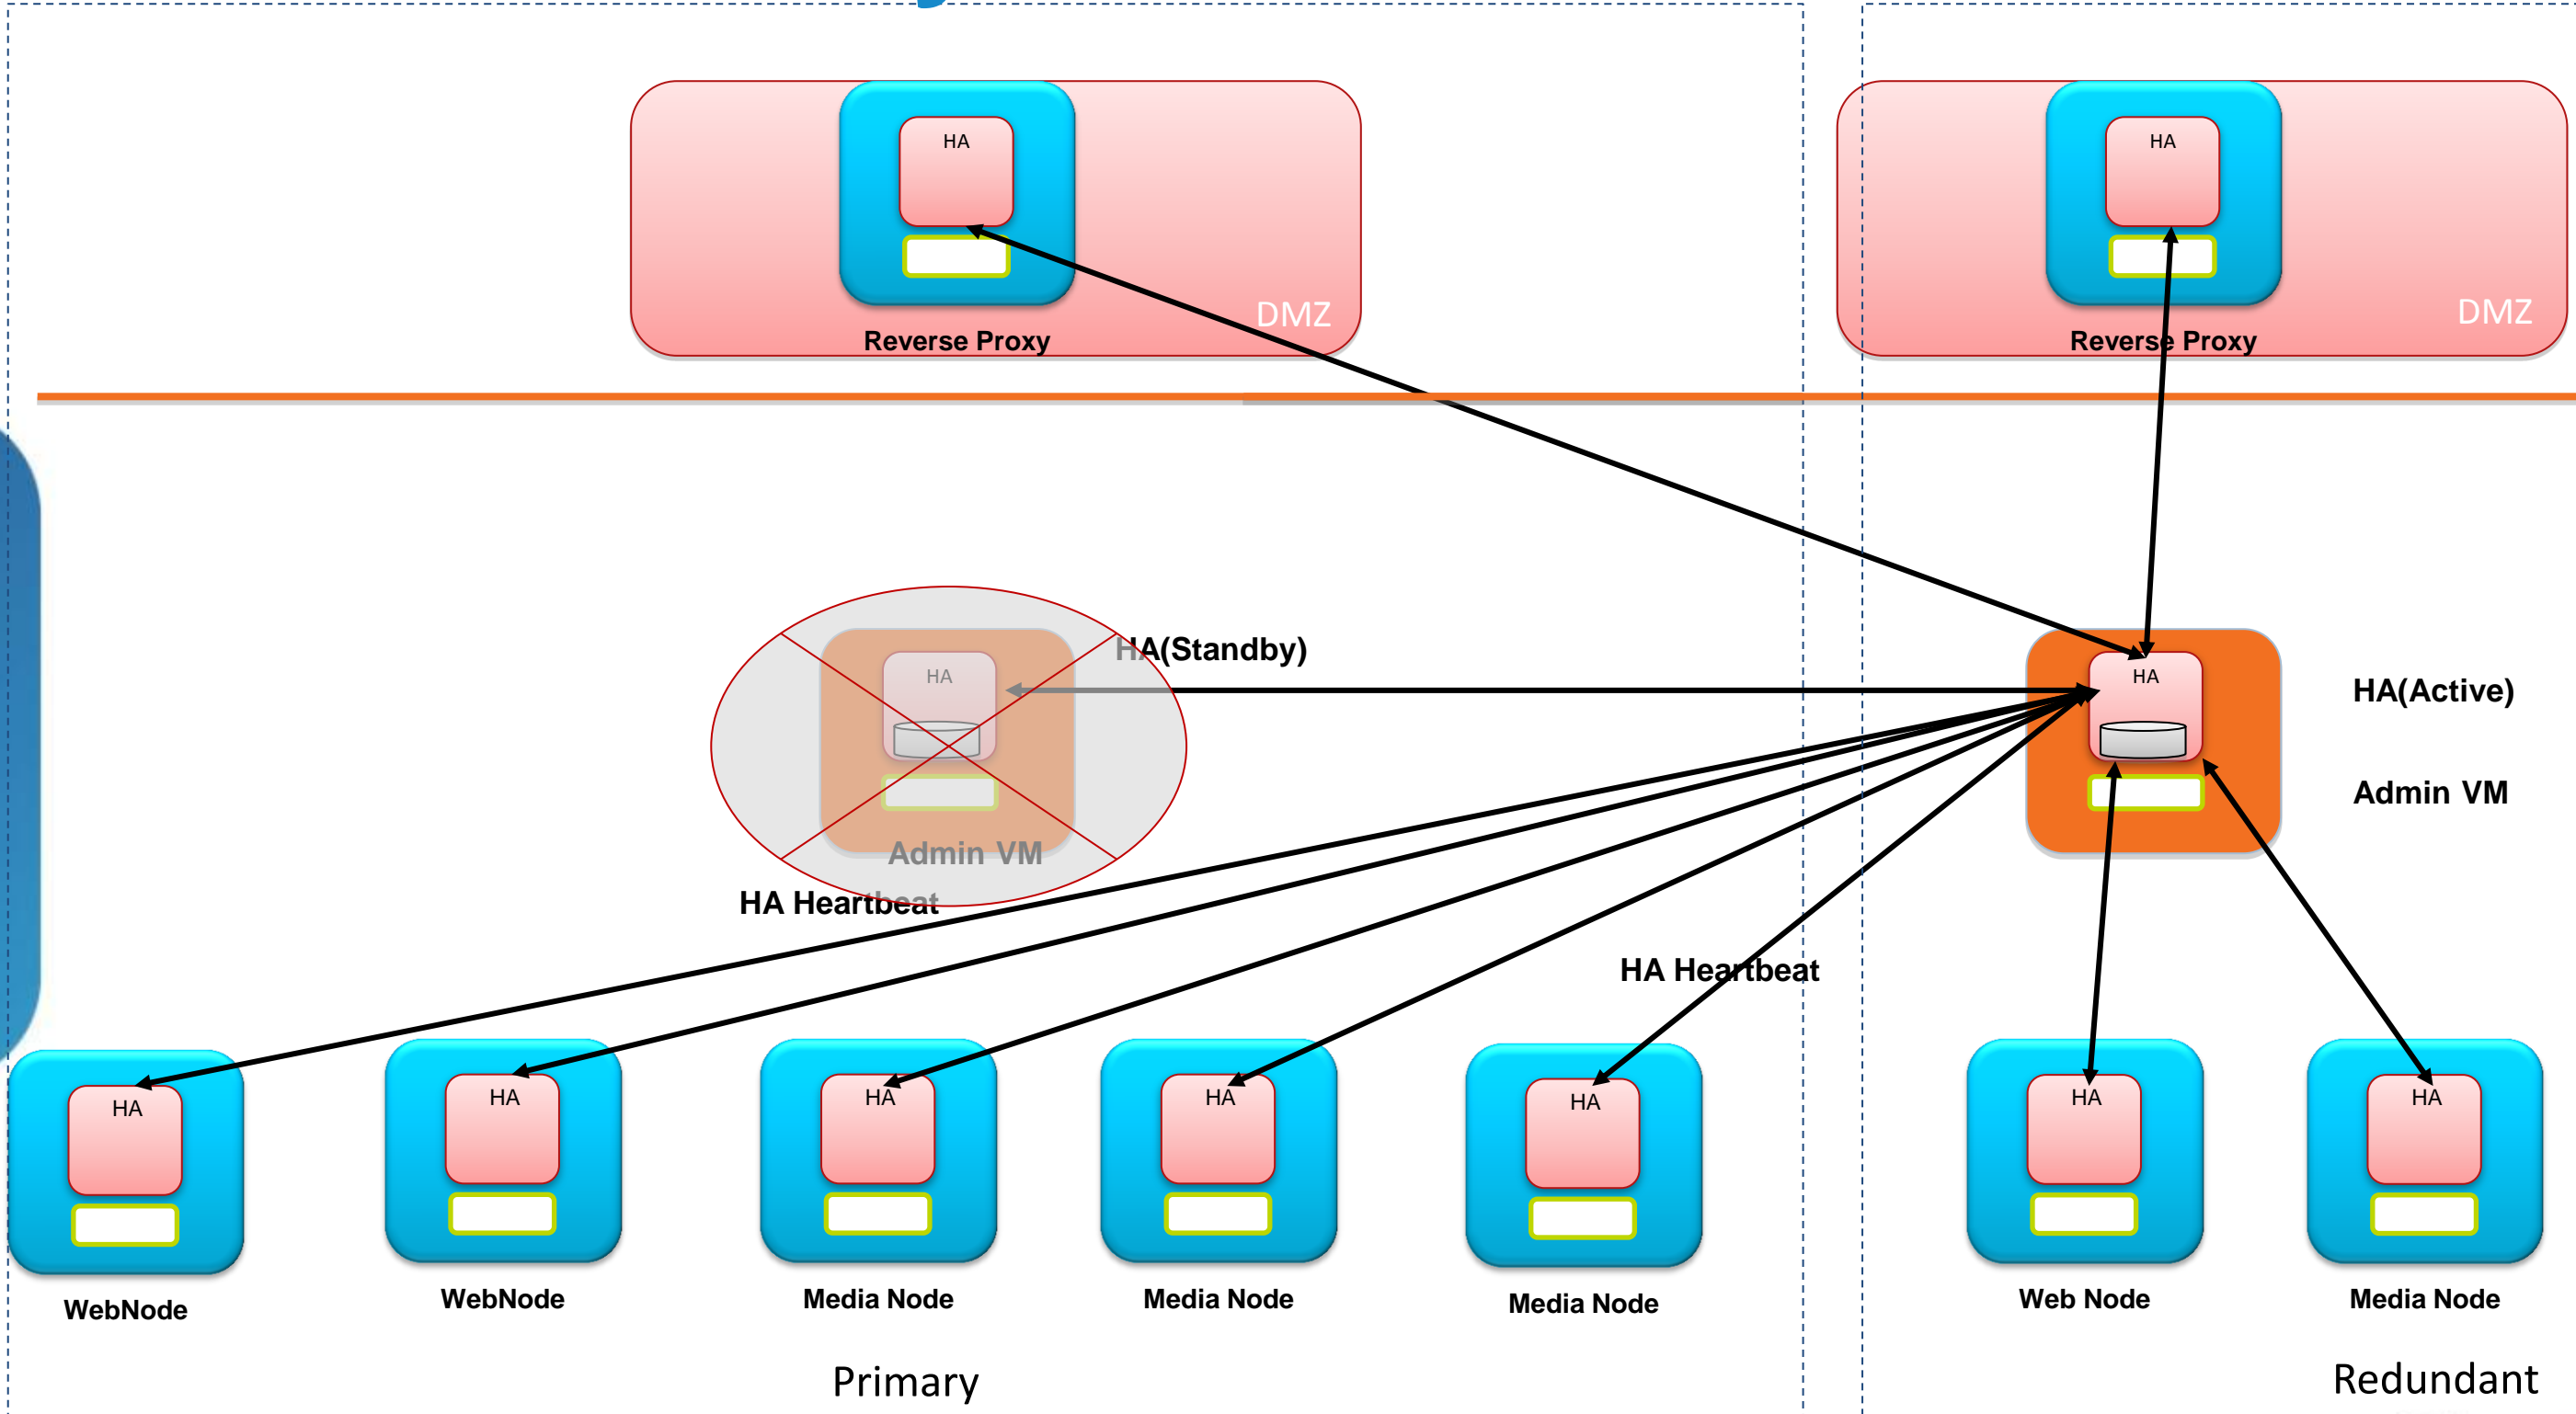 HA
HA
DMZ
DMZ
Reverse Proxy
Reverse Proxy
HA(Standby)
HA
HA
HA(Active)
Admin VM
Admin VM
HA Heartbeat
HA Heartbeat
HA
HA
HA
HA
HA
HA
HA
WebNode
WebNode
Media Node
Media Node
Media Node
Web Node
Media Node
Primary
Redundant